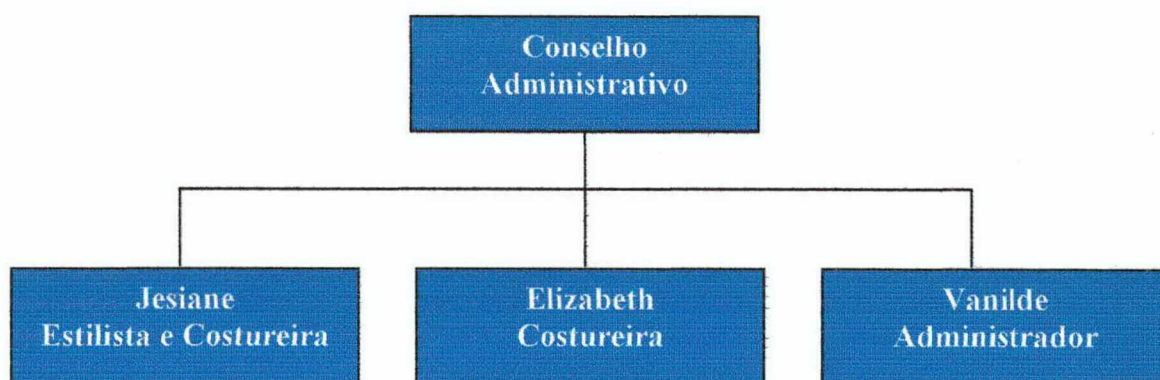 Conselho
Administrativo
Jesiane
Estilista e Costureira
Elizabeth
Costureira
Vanilde
Administrador